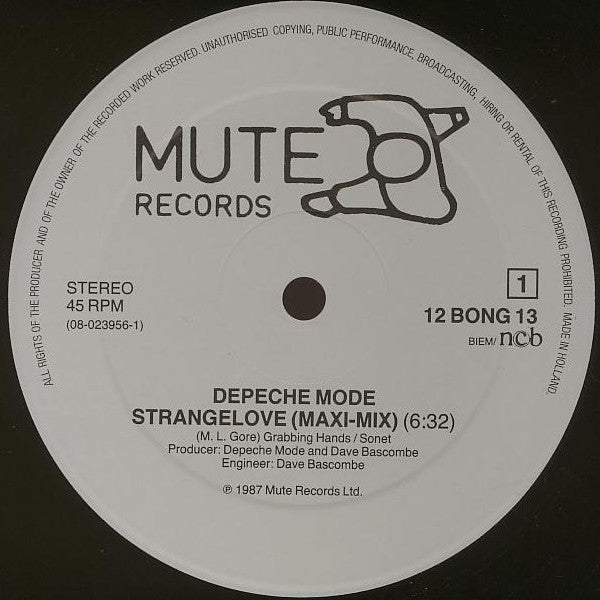 ALL RIGHTS OF THE PRODUCER AND OF THE OWNER OF THE RECORDED WORK RESERVED. UNAUTHORISED COPYING, PUBLIC PERFORMANCE, BROADCASTING, HIRING OR RENTAL OF THIS RECORDING PROHIBITED. MADE IN HOLLAND.
MUTE
RECORDS
STEREO
45 RPM
(08-023956-1)
1
12 BONG 13
BIEM/ ncb
DEPECHE MODE
STRANGELOVE (MAXI-MIX) (6:32)
(M. L. Gore) Grabbing Hands / Sonet
Producer: Depeche Mode and Dave Bascombe
Engineer: Dave Bascombe
℗ 1987 Mute Records Ltd.